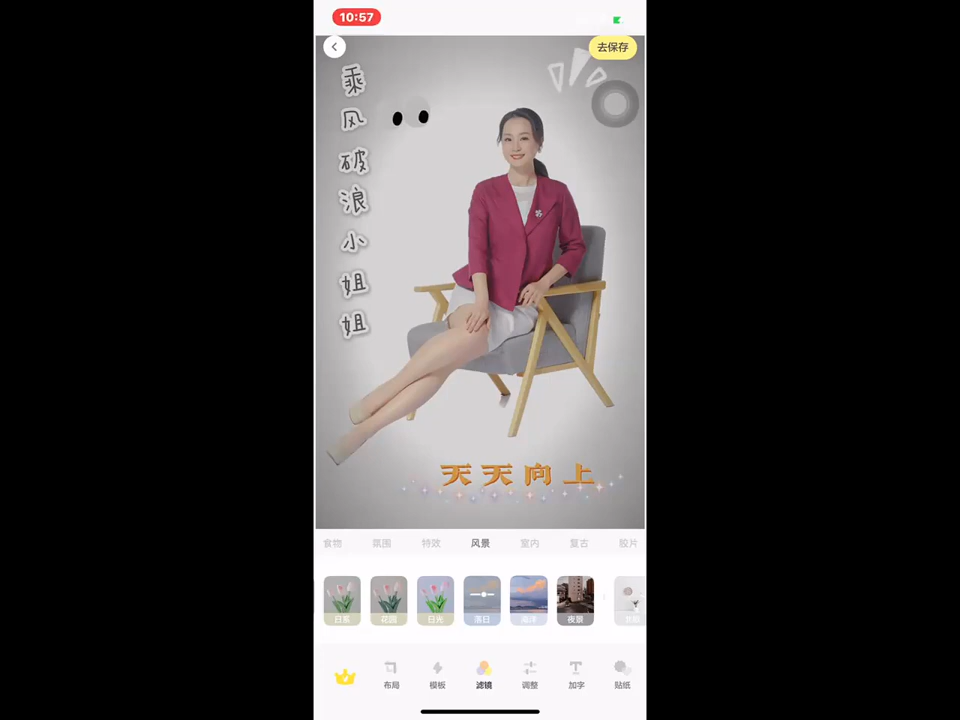 10:57
去保存
乘风破浪小姐姐
天天向上
食物 氛围 特效 风景 室内 复古 胶片
日系 花园 日光 落日 海洋 夜景
布局 模板 滤镜 调整 加字 贴纸